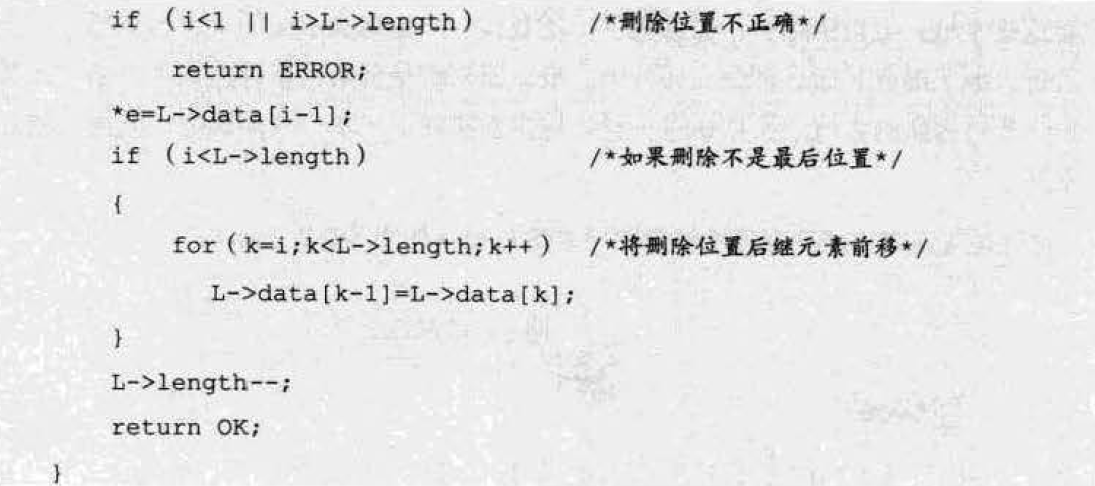 if (i<1 || i>L->length) /*删除位置不正确*/
return ERROR;
*e=L->data[i-1];
if (i<L->length) /*如果删除不是最后位置*/
{
for(k=i;k<L->length;k++) /*将删除位置后继元素前移*/
L->data[k-1]=L->data[k];
}
L->length--;
return OK;
}